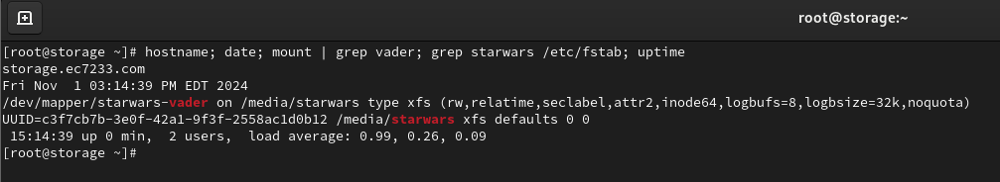 root@storage:~
[root@storage ~]# hostname; date; mount | grep vader; grep starwars /etc/fstab; uptime
storage.ec7233.com
Fri Nov  1 03:14:39 PM EDT 2024
/dev/mapper/starwars-vader on /media/starwars type xfs (rw,relatime,seclabel,attr2,inode64,logbufs=8,logbsize=32k,noquota)
UUID=c3f7cb7b-3e0f-42a1-9f3f-2558ac1d0b12 /media/starwars xfs defaults 0 0
 15:14:39 up 0 min,  2 users,  load average: 0.99, 0.26, 0.09
[root@storage ~]#